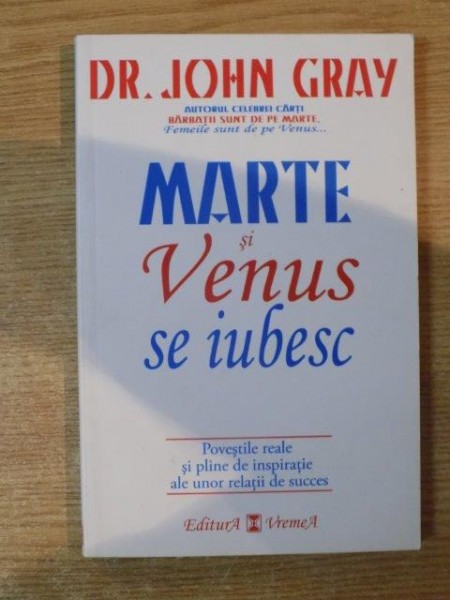 DR. JOHN GRAY
AUTORUL CELEBREI CĂRȚI
BĂRBAȚII SUNT DE PE MARTE,
Femeile sunt de pe Venus...
MARTE
și
Venus
se iubesc
Poveștile reale
și pline de inspirație
ale unor relații de succes
EditurA VremeA